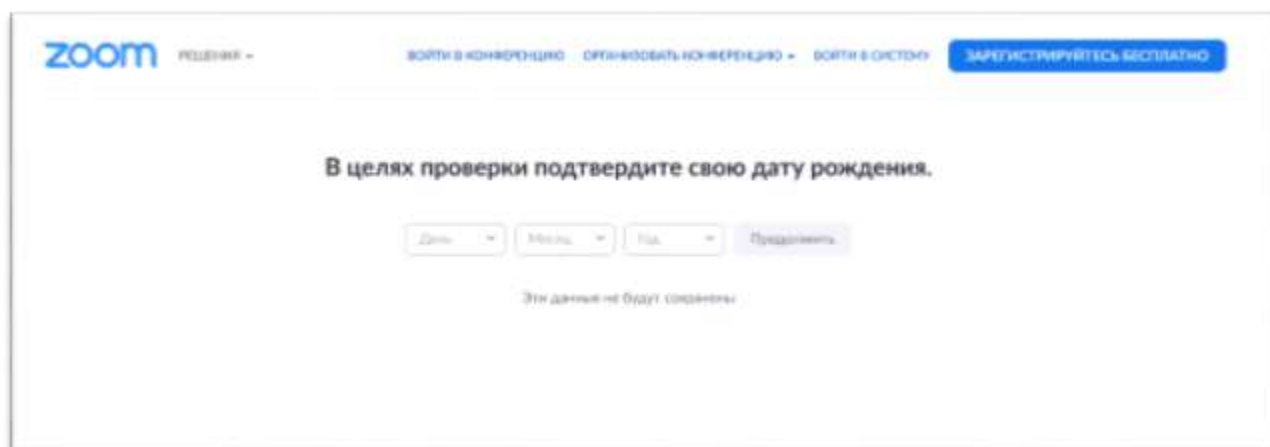 zoom РЕШЕНИЯ ВОЙТИ В КОНФЕРЕНЦИЮ ОРГАНИЗОВАТЬ КОНФЕРЕНЦИЮ ВОЙТИ В СИСТЕМУ ЗАРЕГИСТРИРУЙТЕСЬ БЕСПЛАТНО
В целях проверки подтвердите свою дату рождения.
День Месяц Год Продолжить
Эти данные не будут сохранены